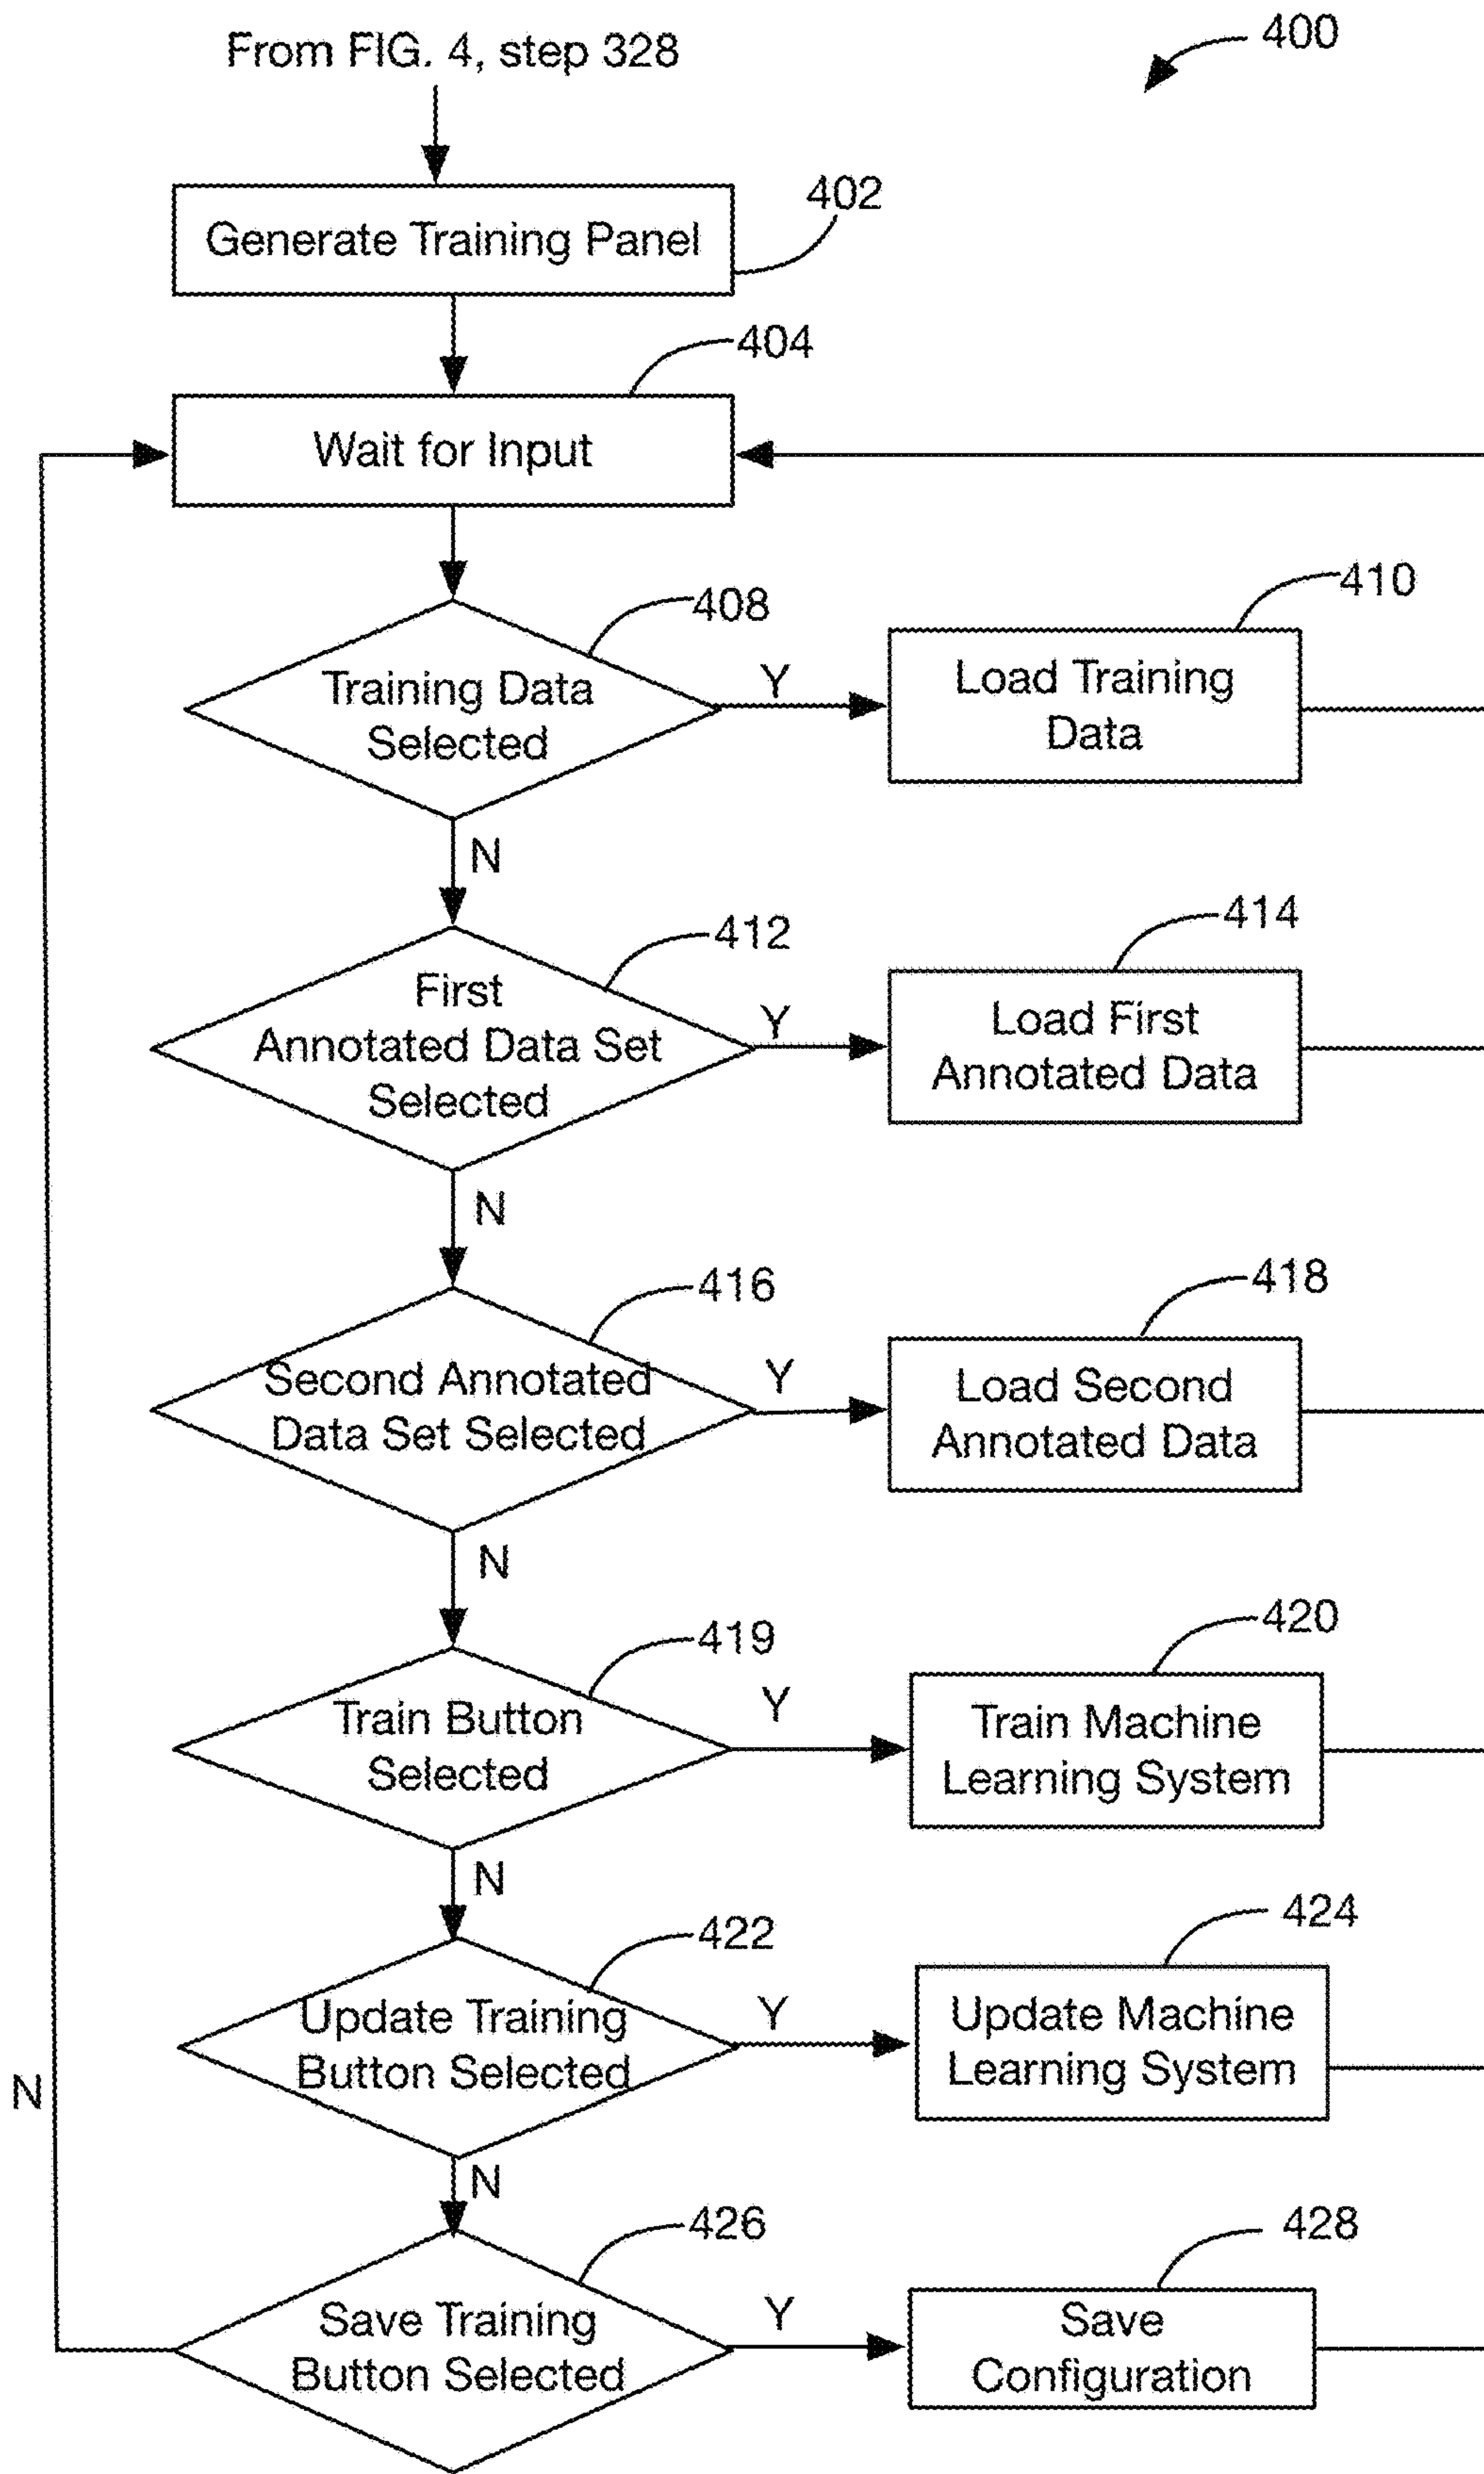 From FIG. 4, step 328
400
Generate Training Panel
402
404
Wait for Input
408
Training Data
Selected
Y
410
Load Training
Data
N
412
First
Annotated Data Set
Selected
Y
414
Load First
Annotated Data
N
416
Second Annotated
Data Set Selected
Y
418
Load Second
Annotated Data
N
419
Train Button
Selected
Y
420
Train Machine
Learning System
N
422
Update Training
Button Selected
Y
424
Update Machine
Learning System
N
N
426
Save Training
Button Selected
Y
428
Save
Configuration